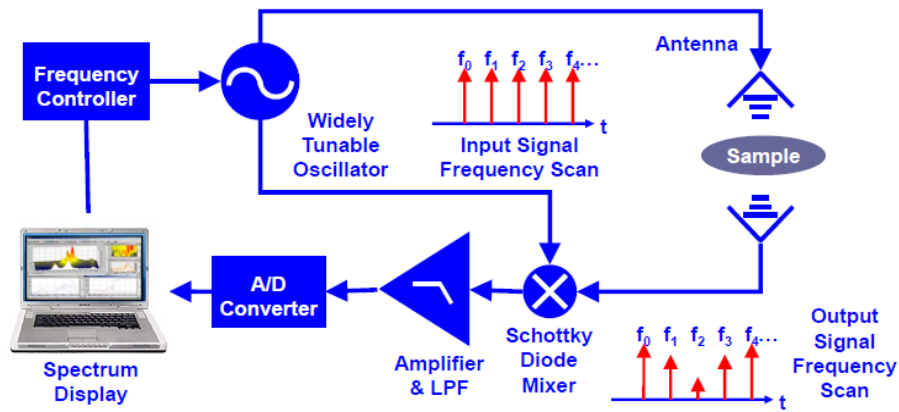 Frequency
Controller
Widely
Tunable
Oscillator
f0 f1 f2 f3 f4...
t
Input Signal
Frequency Scan
Antenna
Sample
A/D
Converter
Amplifier
& LPF
Schottky
Diode
Mixer
Spectrum
Display
f0 f1 f2 f3 f4...
t
Output
Signal
Frequency
Scan